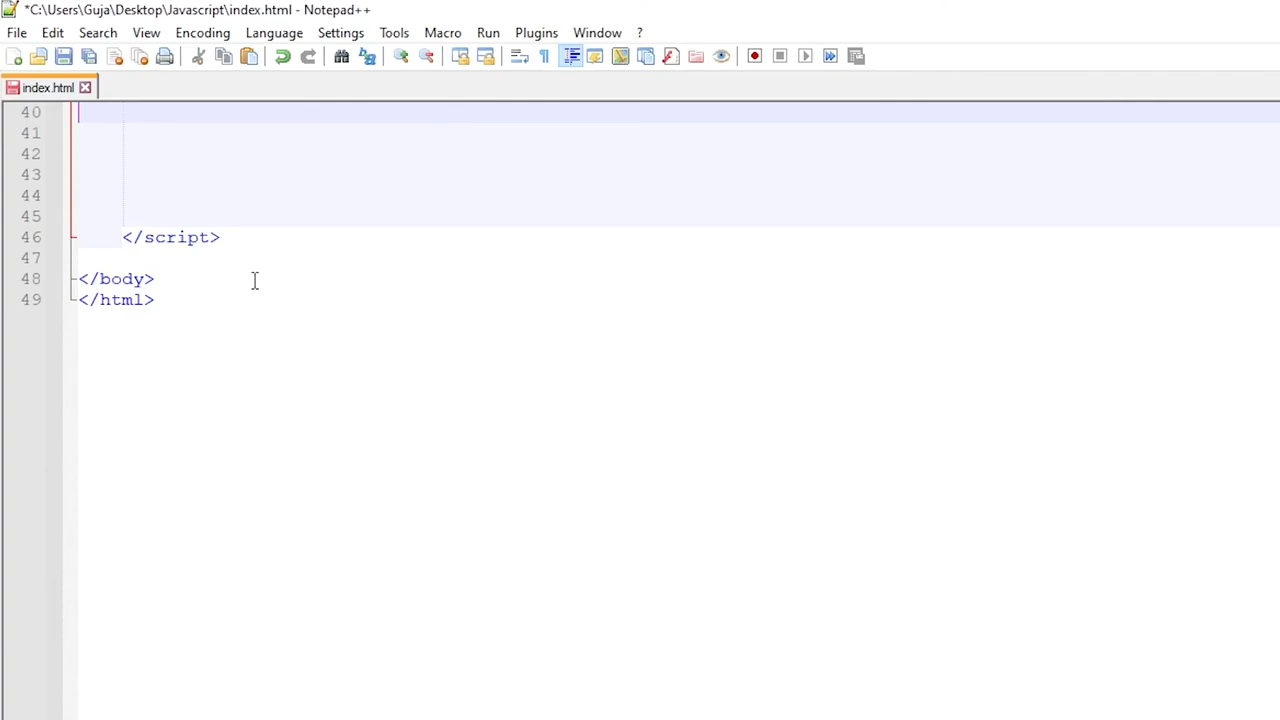 *C:\Users\Guja\Desktop\Javascript\index.html - Notepad++
File Edit Search View Encoding Language Settings Tools Macro Run Plugins Window ?
index.html
40
41
42
43
44
45
46 </script>
47
48 </body>
49 </html>